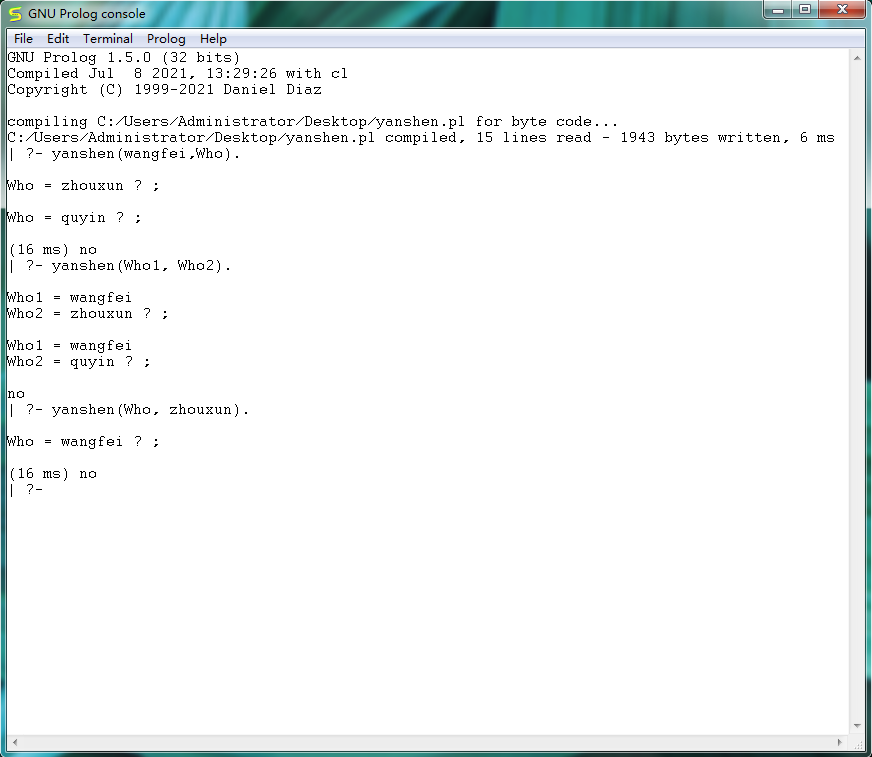 GNU Prolog console
File Edit Terminal Prolog Help
GNU Prolog 1.5.0 (32 bits)
Compiled Jul  8 2021, 13:29:26 with cl
Copyright (C) 1999-2021 Daniel Diaz
compiling C:/Users/Administrator/Desktop/yanshen.pl for byte code...
C:/Users/Administrator/Desktop/yanshen.pl compiled, 15 lines read - 1943 bytes written, 6 ms
| ?- yanshen(wangfei,Who).
Who = zhouxun ? ;
Who = quyin ? ;
(16 ms) no
| ?- yanshen(Who1, Who2).
Who1 = wangfei
Who2 = zhouxun ? ;
Who1 = wangfei
Who2 = quyin ? ;
no
| ?- yanshen(Who, zhouxun).
Who = wangfei ? ;
(16 ms) no
| ?-